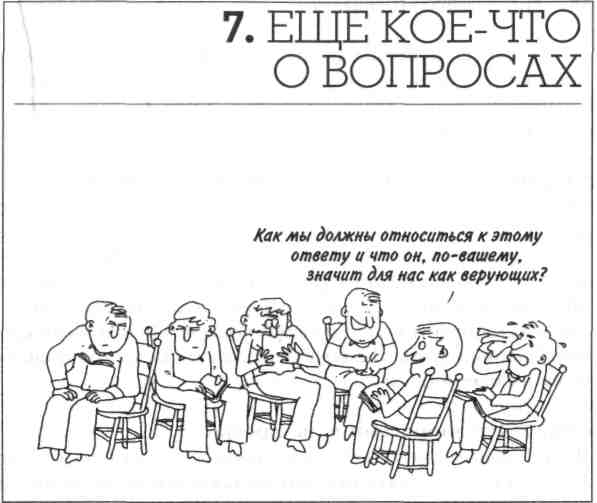 7. ЕЩЕ КОЕ-ЧТО
О ВОПРОСАХ
Как мы должны относиться к этому
ответу и что он, по-вашему,
значит для нас как верующих?